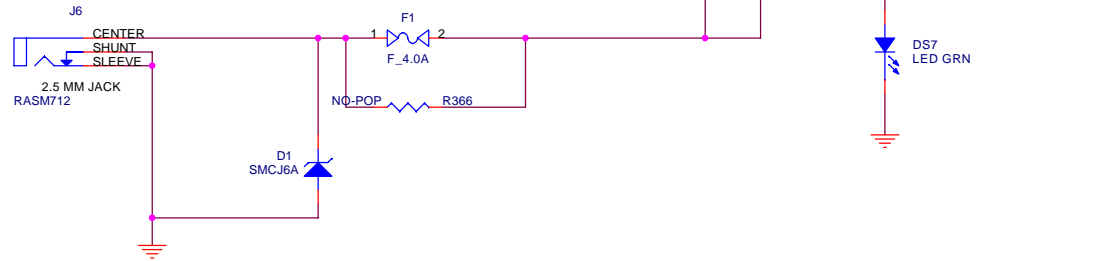 J6
CENTER
SHUNT
SLEEVE
2.5 MM JACK
RASM712
F1
1
2
F_4.0A
NO-POP
R366
D1
SMCJ6A
DS7
LED GRN